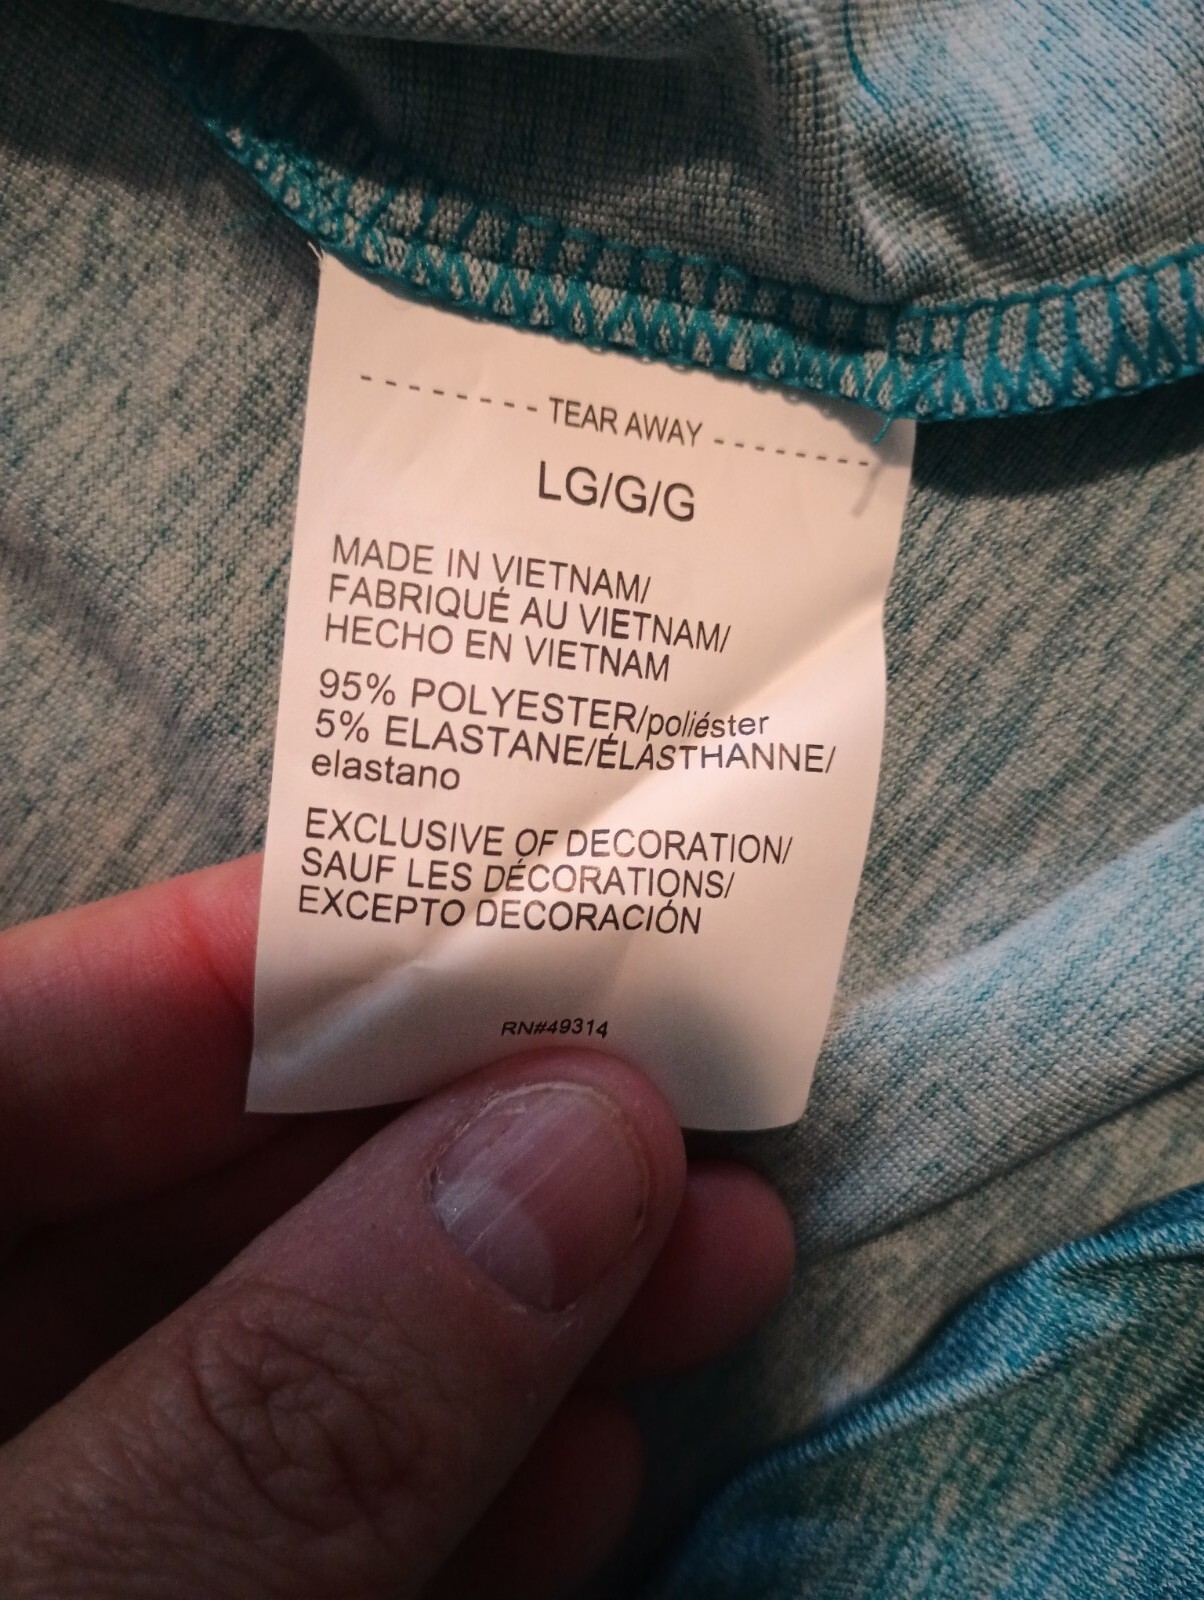 - - - - - - - - TEAR AWAY - - - - - - - -
LG/G/G
MADE IN VIETNAM/
FABRIQUÉ AU VIETNAM/
HECHO EN VIETNAM
95% POLYESTER/poliéster
5% ELASTANE/ÉLASTHANNE/
elastano
EXCLUSIVE OF DECORATION/
SAUF LES DÉCORATIONS/
EXCEPTO DECORACIÓN
RN#49314